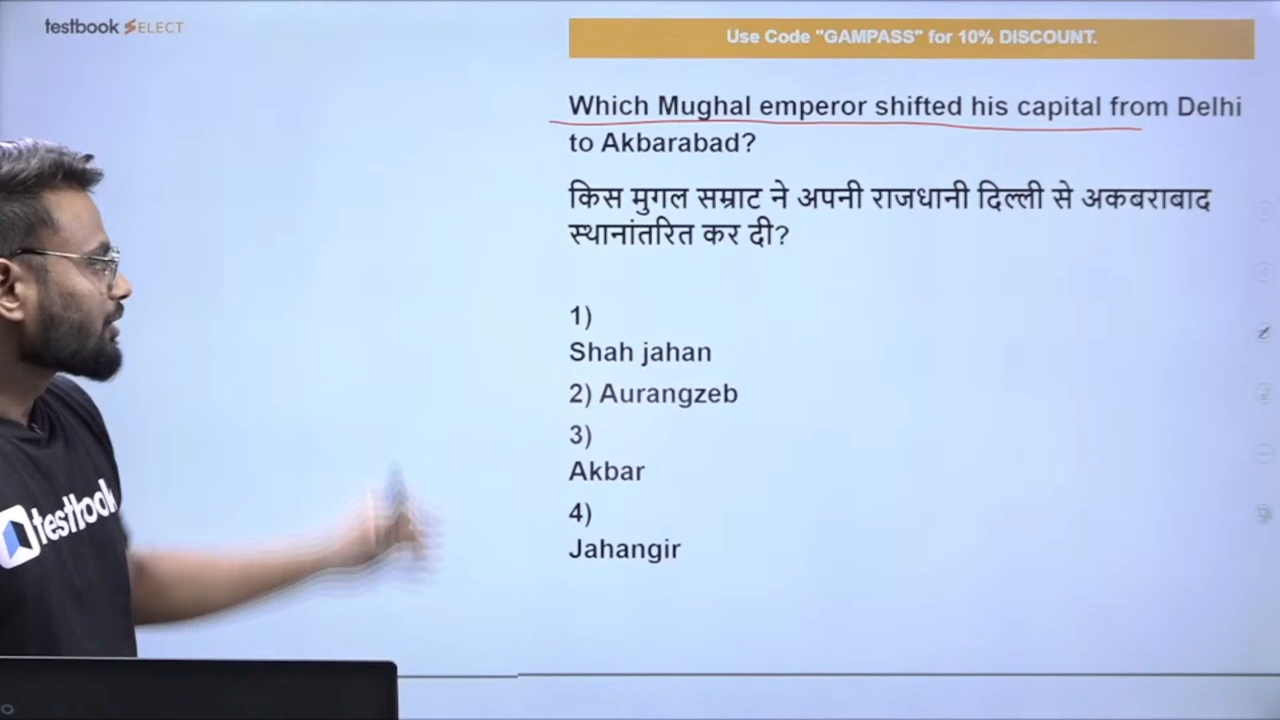 testbook SELECT
Use Code "GAMPASS" for 10% DISCOUNT.
Which Mughal emperor shifted his capital from Delhi
to Akbarabad?
किस मुगल सम्राट ने अपनी राजधानी दिल्ली से अकबराबाद
स्थानांतरित कर दी?
1)
Shah jahan
2) Aurangzeb
3)
Akbar
4)
Jahangir
testbook